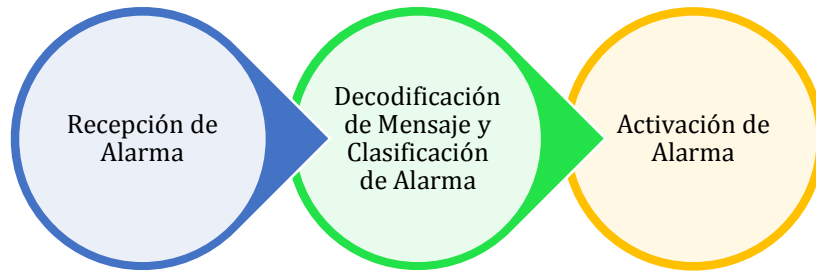 Recepción de
Alarma
Decodificación
de Mensaje y
Clasificación
de Alarma
Activación de
Alarma